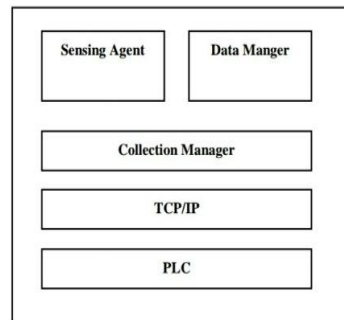 Sensing Agent
Data Manger
Collection Manager
TCP/IP
PLC